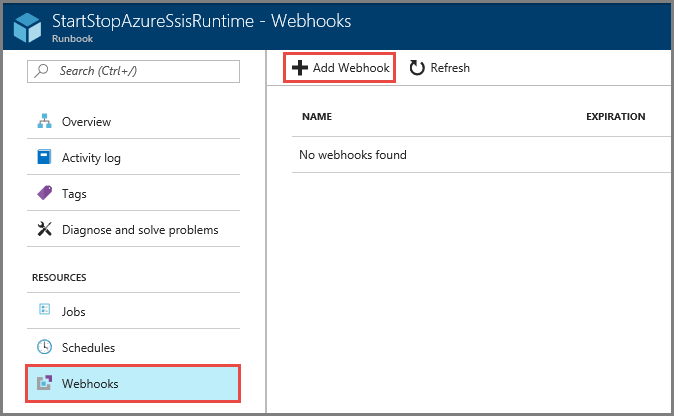 StartStopAzureSsisRuntime - Webhooks
Runbook
Search (Ctrl+/)
Overview
Activity log
Tags
Diagnose and solve problems
RESOURCES
Jobs
Schedules
Webhooks
Add Webhook Refresh
NAME EXPIRATION
No webhooks found